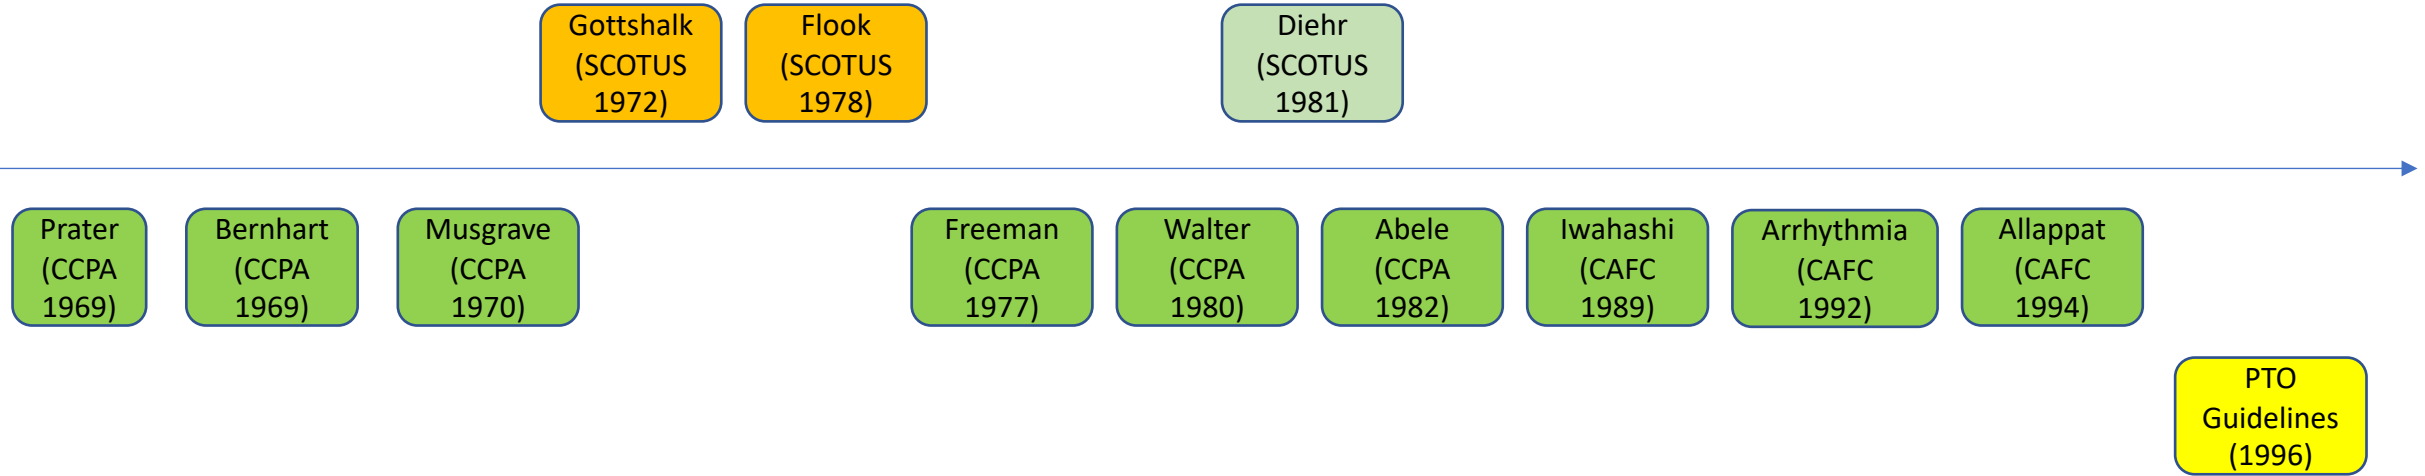 Gottshalk
(SCOTUS
1972)
Flook
(SCOTUS
1978)
Diehr
(SCOTUS
1981)
Prater
(CCPA
1969)
Bernhart
(CCPA
1969)
Musgrave
(CCPA
1970)
Freeman
(CCPA
1977)
Walter
(CCPA
1980)
Abele
(CCPA
1982)
Iwahashi
(CAFC
1989)
Arrhythmia
(CAFC
1992)
Allappat
(CAFC
1994)
PTO
Guidelines
(1996)